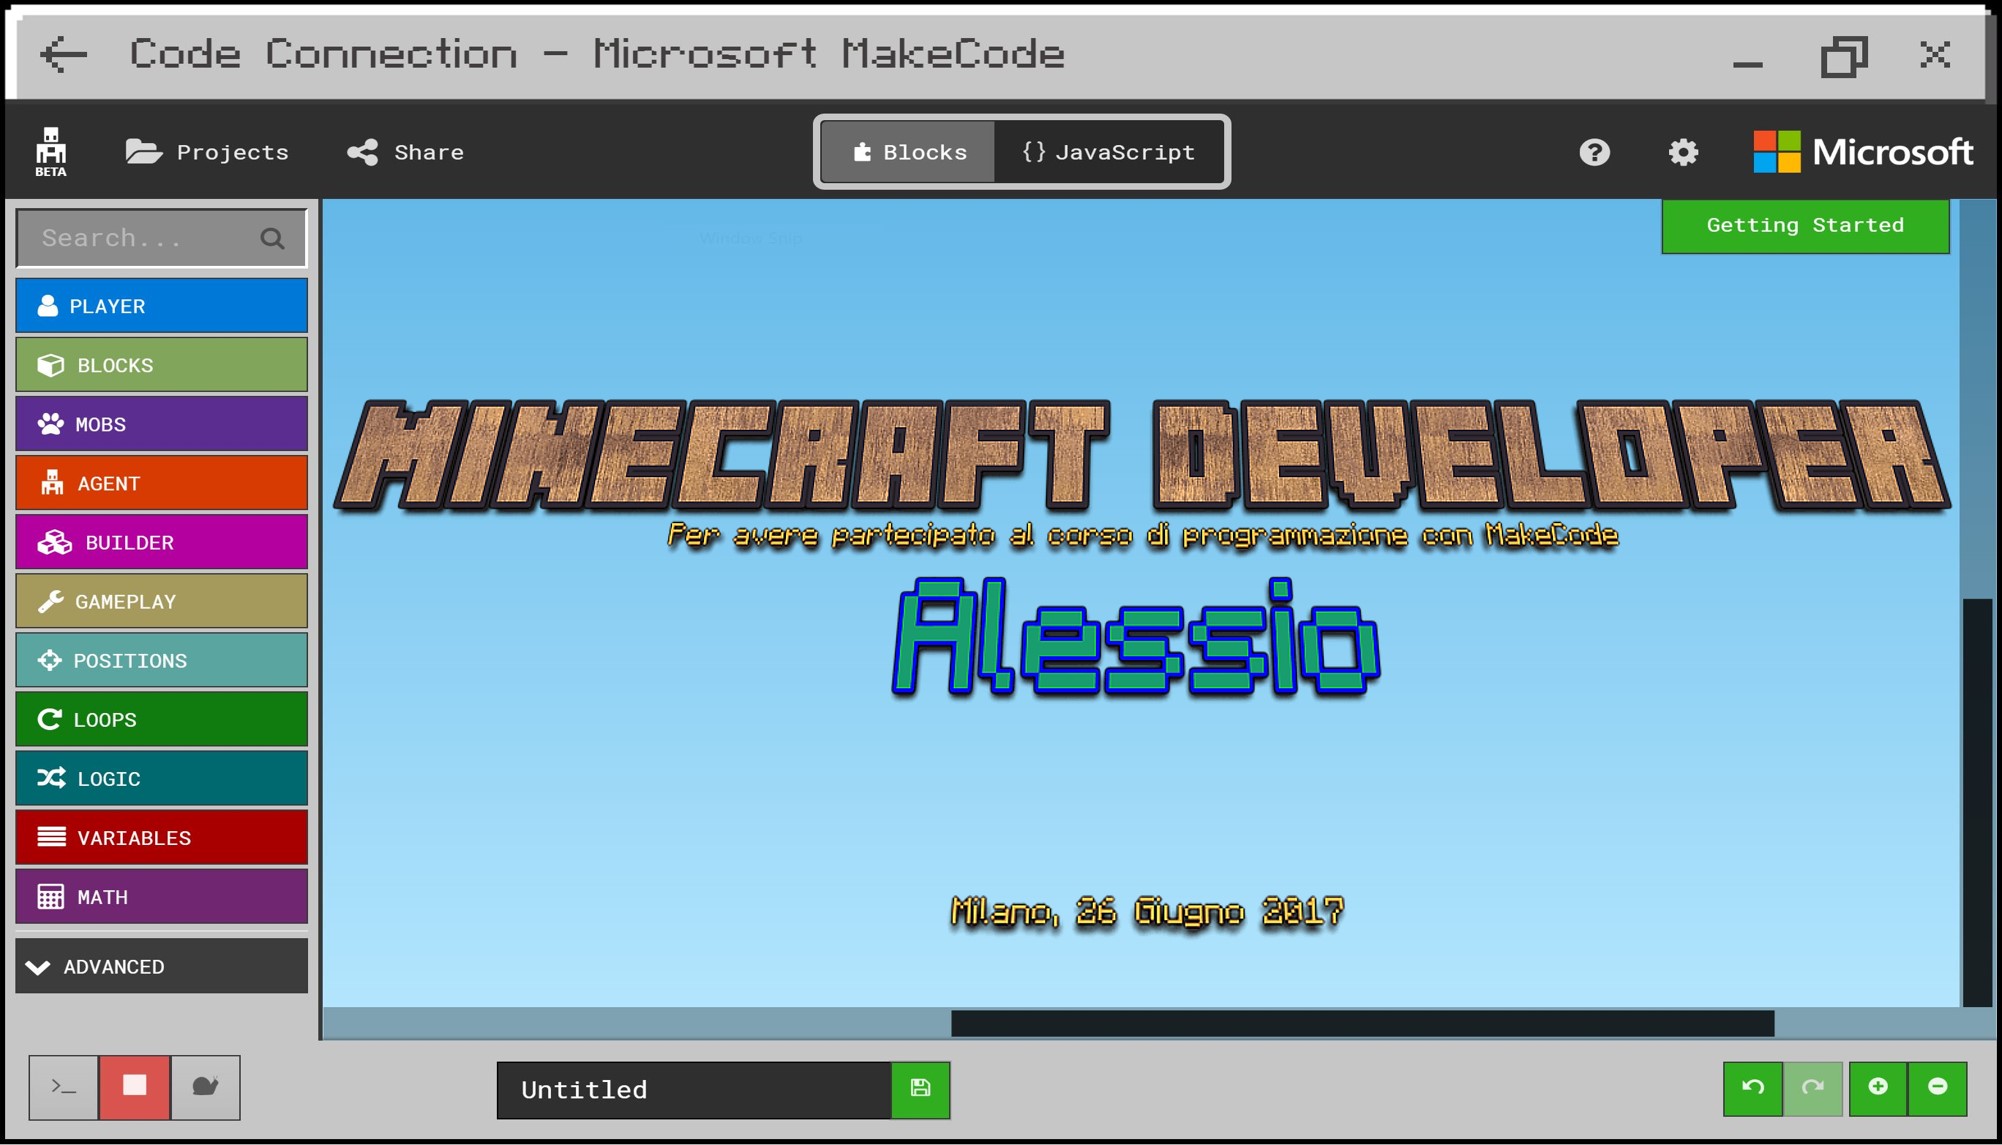 Code Connection - Microsoft MakeCode
BETA
Projects
Share
Blocks
{} JavaScript
Microsoft
Search...
Getting Started
Window Snip
PLAYER
BLOCKS
MOBS
AGENT
BUILDER
GAMEPLAY
POSITIONS
LOOPS
LOGIC
VARIABLES
MATH
ADVANCED
MINECRAFT DEVELOPER
Per avere partecipato al corso di programmazione con MakeCode
Alessio
Milano, 26 Giugno 2017
>_
Untitled